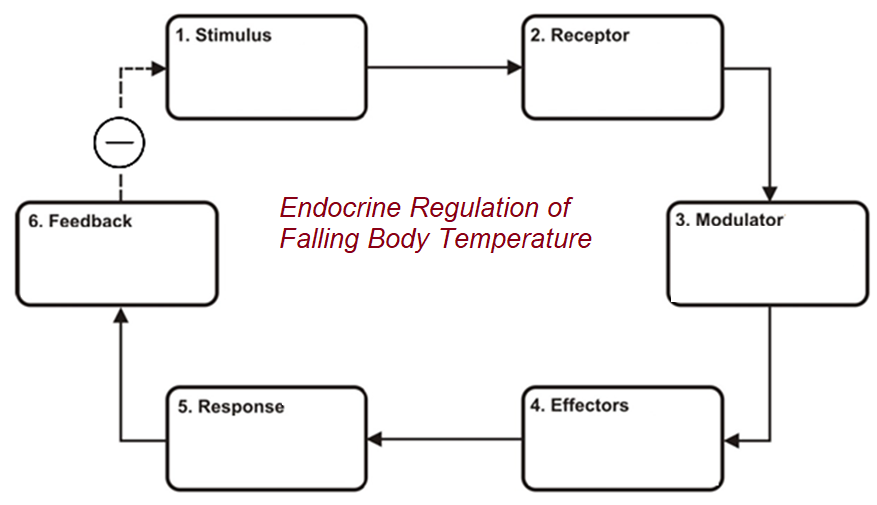 1. Stimulus
2. Receptor
3. Modulator
4. Effectors
5. Response
6. Feedback
Endocrine Regulation of
Falling Body Temperature